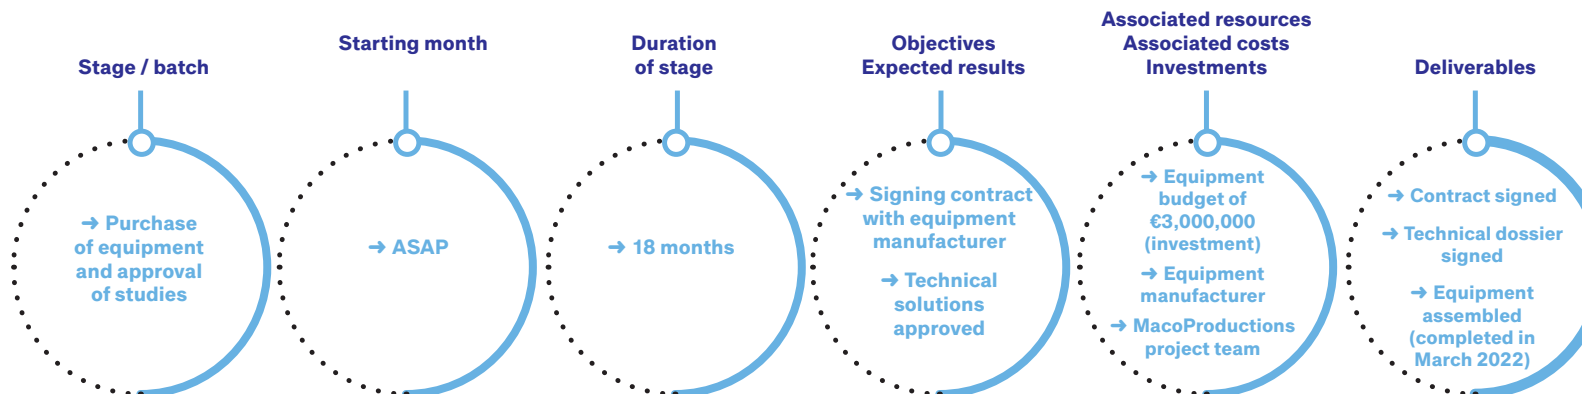 Stage / batch
Starting month
Duration
of stage
Objectives
Expected results
Associated resources
Associated costs
Investments
Deliverables
➜ Purchase
of equipment
and approval
of studies
➜ ASAP
➜ 18 months
➜ Signing contract
with equipment
manufacturer
➜ Technical
solutions
approved
➜ Equipment
budget of
€3,000,000
(investment)
➜ Equipment
manufacturer
➜ MacoProductions
project team
➜ Contract signed
➜ Technical dossier
signed
➜ Equipment
assembled
(completed in
March 2022)